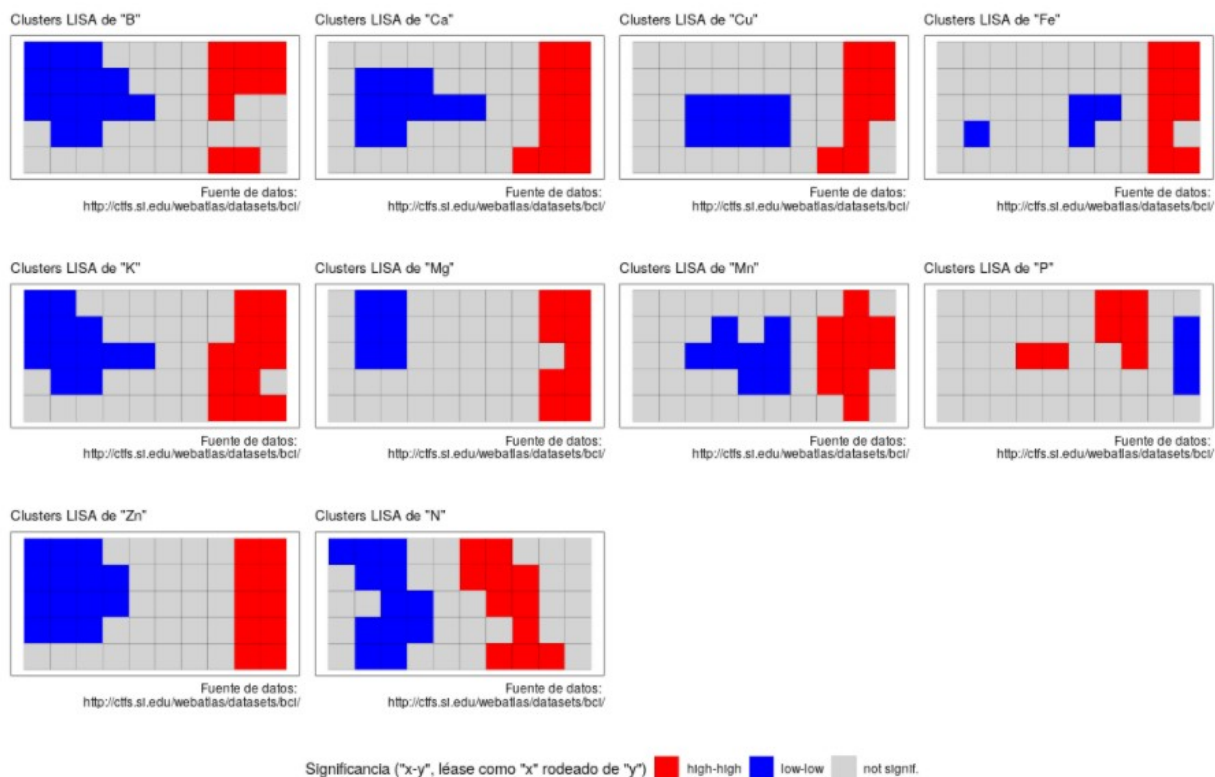 Clusters LISA de "B"
Clusters LISA de "Ca"
Clusters LISA de "Cu"
Clusters LISA de "Fe"
Fuente de datos:
http://ctfs.si.edu/webatlas/datasets/bci/
Fuente de datos:
http://ctfs.si.edu/webatlas/datasets/bci/
Fuente de datos:
http://ctfs.si.edu/webatlas/datasets/bci/
Fuente de datos:
http://ctfs.si.edu/webatlas/datasets/bci/
Clusters LISA de "K"
Clusters LISA de "Mg"
Clusters LISA de "Mn"
Clusters LISA de "P"
Fuente de datos:
http://ctfs.si.edu/webatlas/datasets/bci/
Fuente de datos:
http://ctfs.si.edu/webatlas/datasets/bci/
Fuente de datos:
http://ctfs.si.edu/webatlas/datasets/bci/
Fuente de datos:
http://ctfs.si.edu/webatlas/datasets/bci/
Clusters LISA de "Zn"
Clusters LISA de "N"
Fuente de datos:
http://ctfs.si.edu/webatlas/datasets/bci/
Fuente de datos:
http://ctfs.si.edu/webatlas/datasets/bci/
Significancia ("x-y", léase como "x" rodeado de "y") high-high low-low not signif.